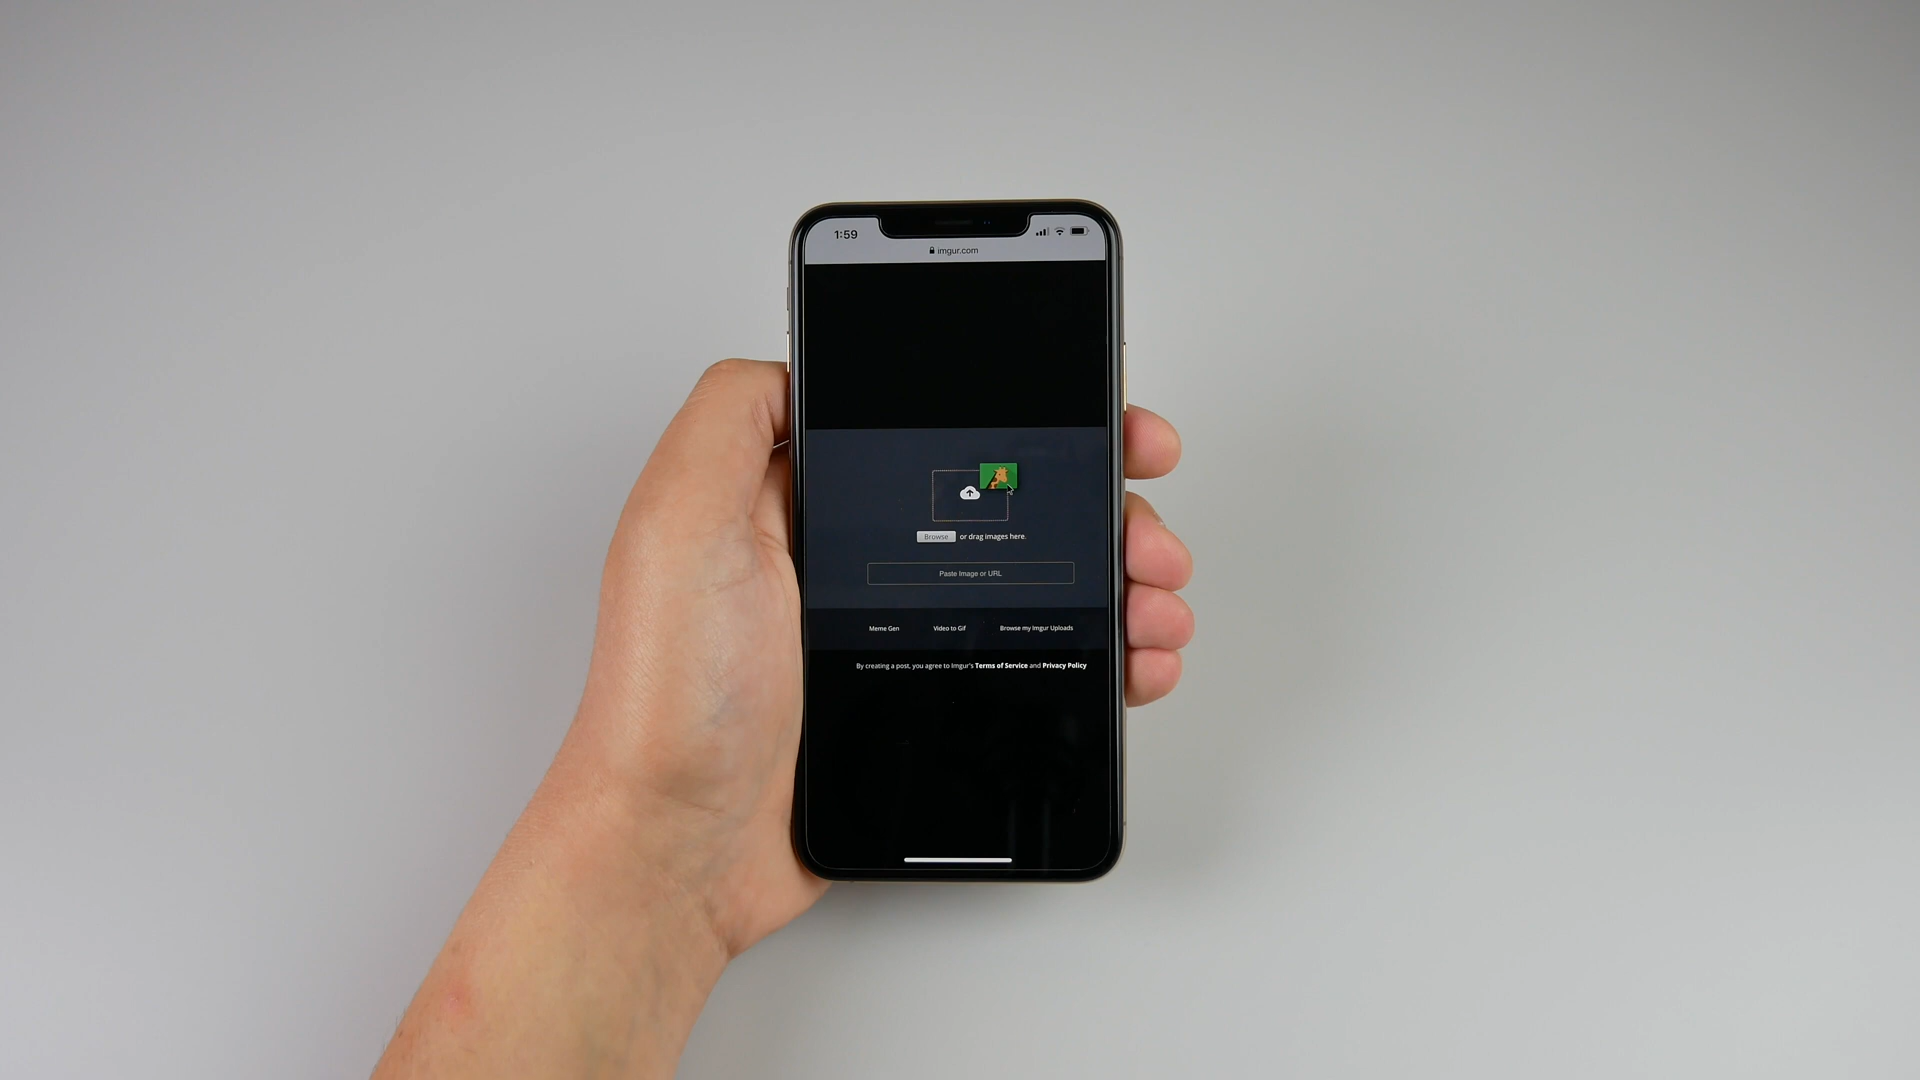 1:59
imgur.com
Browse or drag images here.
Paste Image or URL
Meme Gen Video to Gif Browse my Imgur Uploads
By creating a post, you agree to Imgur's Terms of Service and Privacy Policy